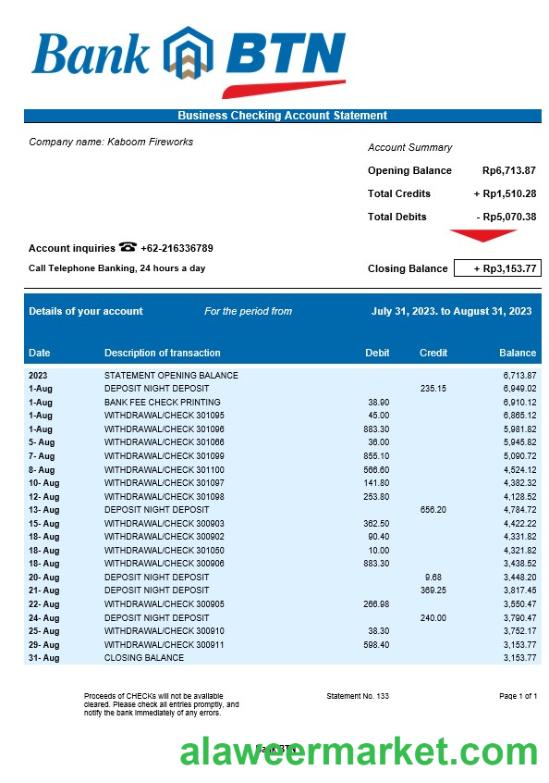 Bank BTN
Business Checking Account Statement
Company name: Kaboom Fireworks
Account Summary
Opening Balance Rp6,713.87
Total Credits + Rp1,510.28
Total Debits - Rp5,070.38
Account inquiries ☎ +62-216336789
Call Telephone Banking, 24 hours a day
Closing Balance + Rp3,153.77
Details of your account For the period from July 31, 2023. to August 31, 2023
Date Description of transaction Debit Credit Balance
2023 STATEMENT OPENING BALANCE 6,713.87
1-Aug DEPOSIT NIGHT DEPOSIT 235.15 6,949.02
1-Aug BANK FEE CHECK PRINTING 38.90 6,910.12
1-Aug WITHDRAWAL/CHECK 301095 45.00 6,865.12
1-Aug WITHDRAWAL/CHECK 301096 883.30 5,981.82
5- Aug WITHDRAWAL/CHECK 301066 36.00 5,945.82
7- Aug WITHDRAWAL/CHECK 301099 855.10 5,090.72
8- Aug WITHDRAWAL/CHECK 301100 566.60 4,524.12
10- Aug WITHDRAWAL/CHECK 301097 141.80 4,382.32
12- Aug WITHDRAWAL/CHECK 301098 253.80 4,128.52
13- Aug DEPOSIT NIGHT DEPOSIT 656.20 4,784.72
15- Aug WITHDRAWAL/CHECK 300903 362.50 4,422.22
18- Aug WITHDRAWAL/CHECK 300902 90.40 4,331.82
18- Aug WITHDRAWAL/CHECK 301050 10.00 4,321.82
18- Aug WITHDRAWAL/CHECK 300906 883.30 3,438.52
20- Aug DEPOSIT NIGHT DEPOSIT 9.68 3,448.20
21- Aug DEPOSIT NIGHT DEPOSIT 369.25 3,817.45
22- Aug WITHDRAWAL/CHECK 300905 266.98 3,550.47
24- Aug DEPOSIT NIGHT DEPOSIT 240.00 3,790.47
25- Aug WITHDRAWAL/CHECK 300910 38.30 3,752.17
29- Aug WITHDRAWAL/CHECK 300911 598.40 3,153.77
31- Aug CLOSING BALANCE 3,153.77
Proceeds of CHECKs will not be available
cleared. Please check all entries promptly, and
notify the bank immediately of any errors.
Statement No. 133
Page 1 of 1
Bank BTN
alaweermarket.com